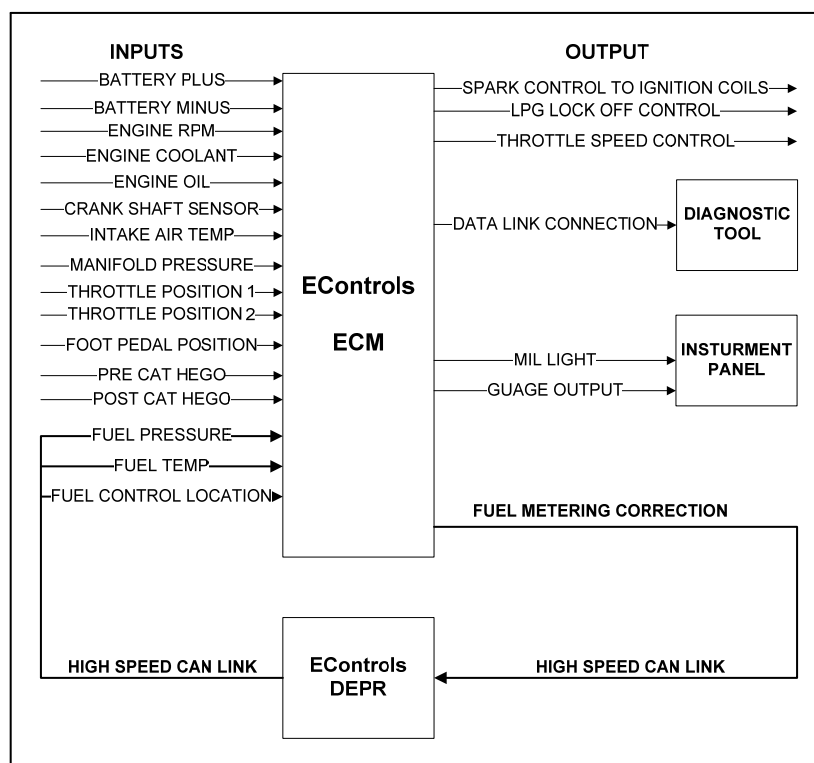 INPUTS
BATTERY PLUS
BATTERY MINUS
ENGINE RPM
ENGINE COOLANT
ENGINE OIL
CRANK SHAFT SENSOR
INTAKE AIR TEMP
MANIFOLD PRESSURE
THROTTLE POSITION 1
THROTTLE POSITION 2
FOOT PEDAL POSITION
PRE CAT HEGO
POST CAT HEGO
FUEL PRESSURE
FUEL TEMP
FUEL CONTROL LOCATION
EControls
ECM
OUTPUT
SPARK CONTROL TO IGNITION COILS
LPG LOCK OFF CONTROL
THROTTLE SPEED CONTROL
DATA LINK CONNECTION
DIAGNOSTIC
TOOL
MIL LIGHT
GUAGE OUTPUT
INSTURMENT
PANEL
FUEL METERING CORRECTION
HIGH SPEED CAN LINK
EControls
DEPR
HIGH SPEED CAN LINK